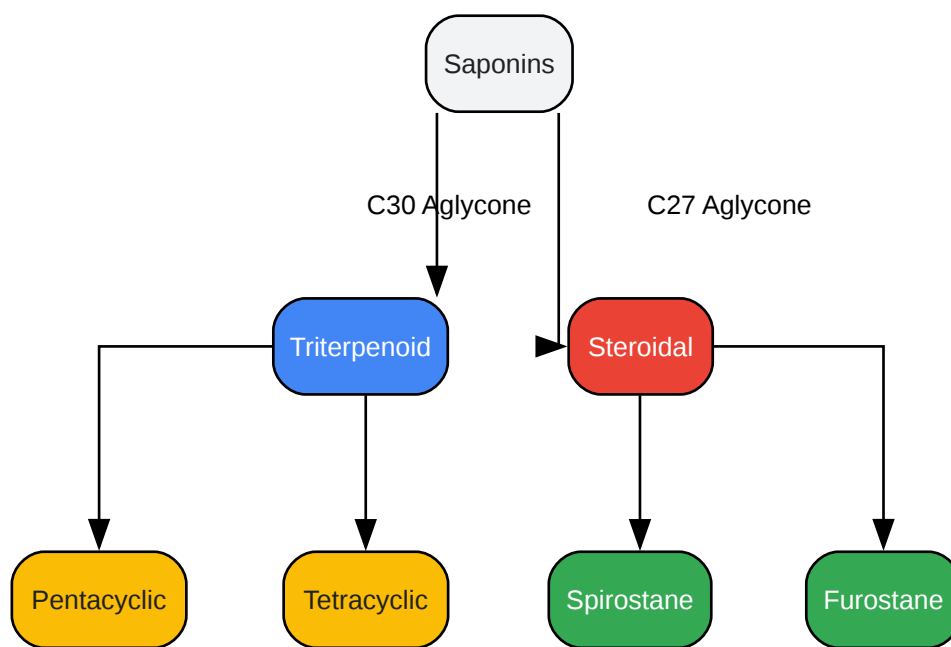 Saponins
C30 Aglycone
C27 Aglycone
Triterpenoid
Steroidal
Pentacyclic
Tetracyclic
Spirostane
Furostane